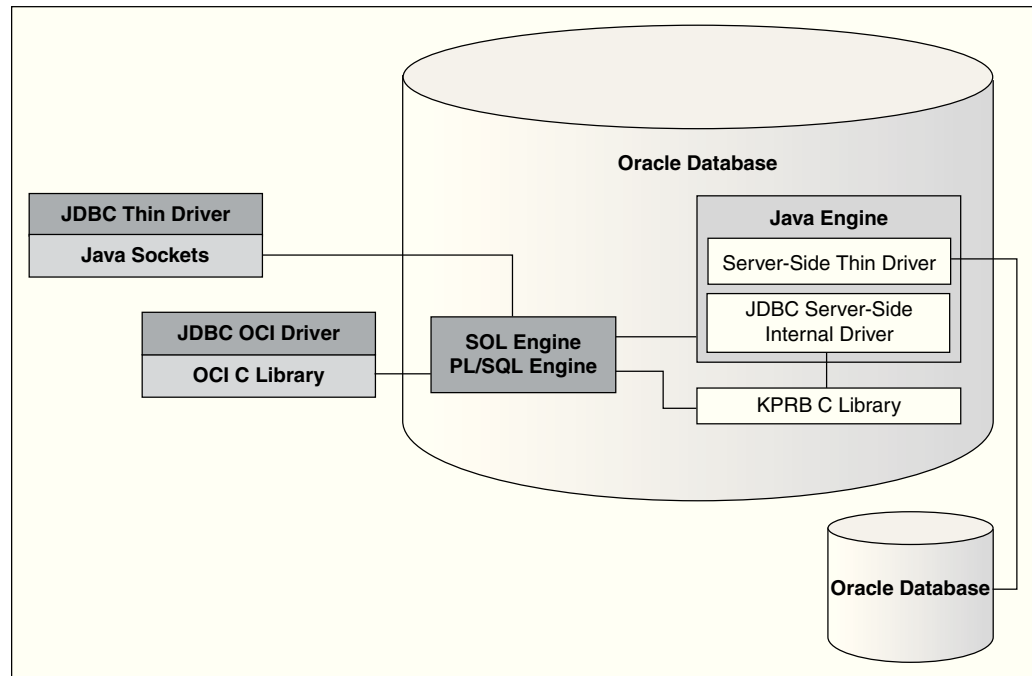 Oracle Database
JDBC Thin Driver
Java Sockets
Java Engine
Server-Side Thin Driver
JDBC OCI Driver
OCI C Library
SOL Engine
PL/SQL Engine
JDBC Server-Side
Internal Driver
KPRB C Library
Oracle Database